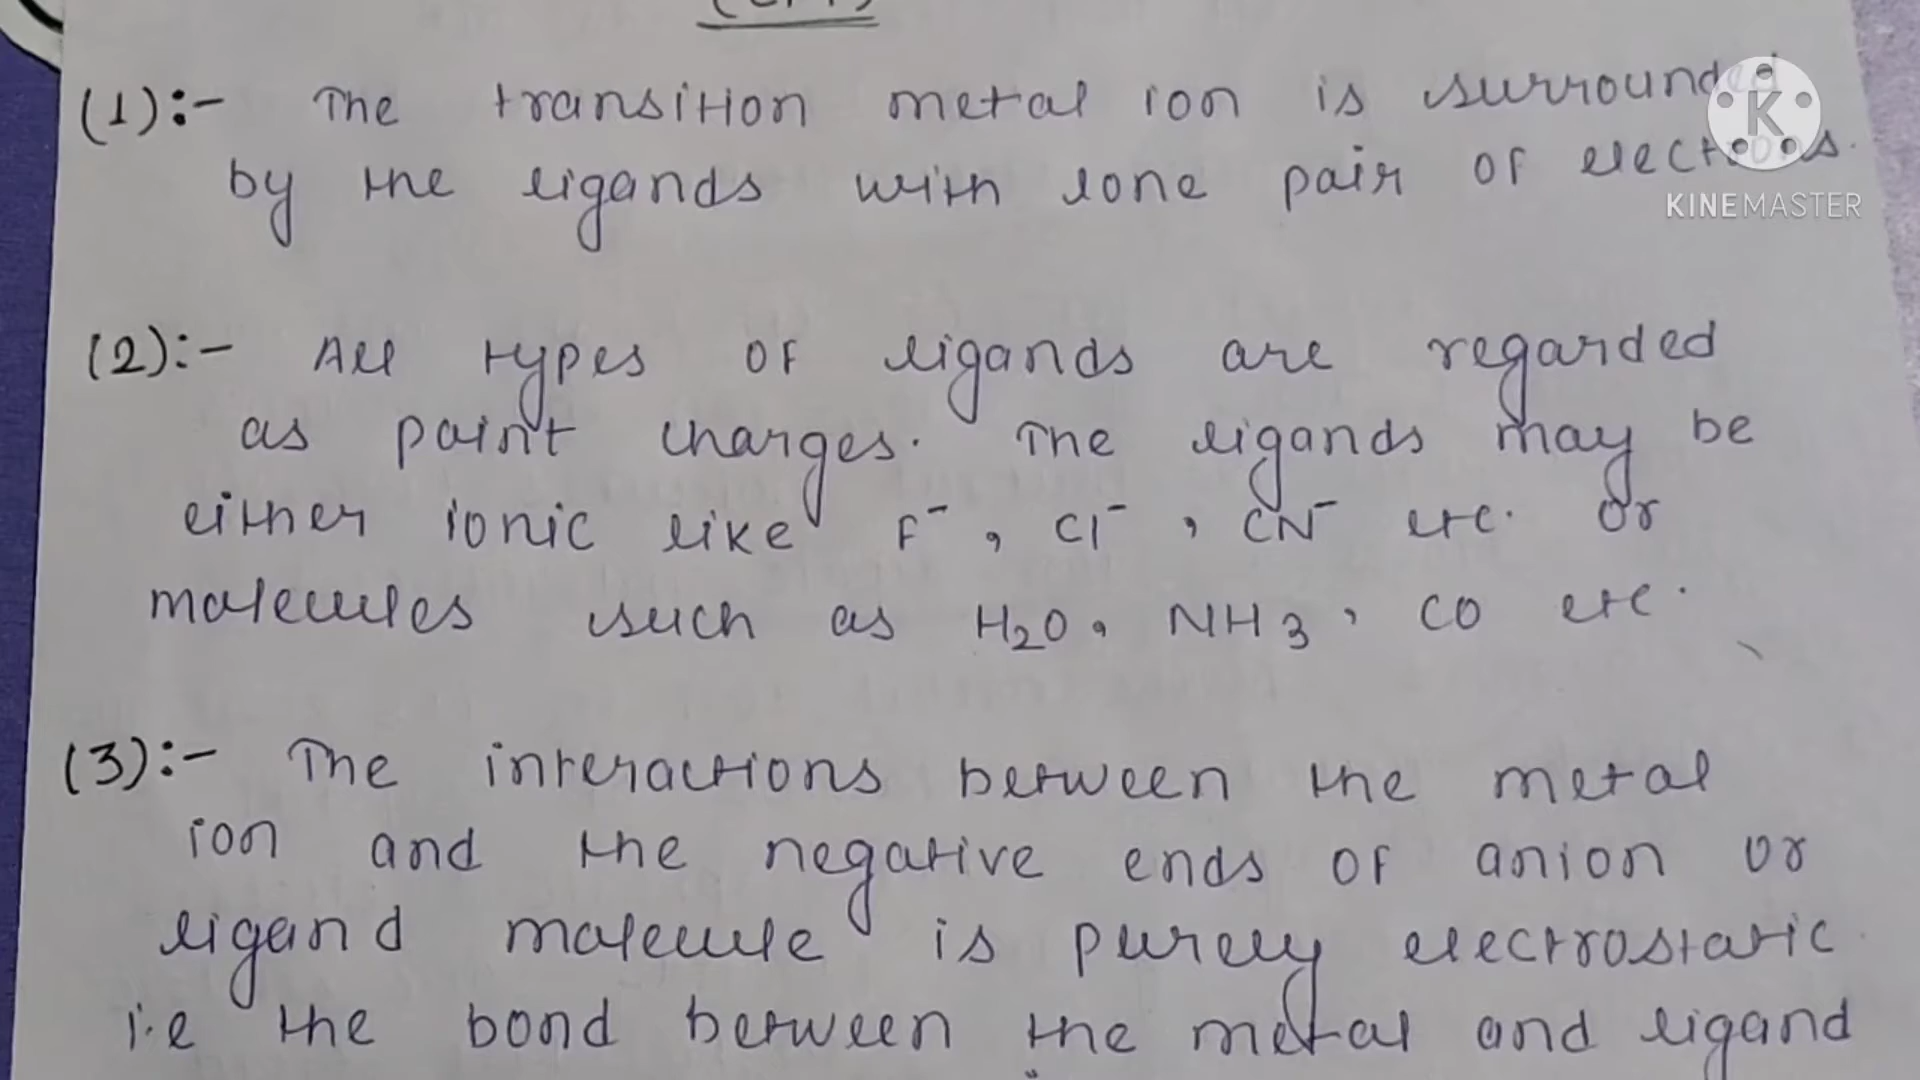 (1):- The transition metal ion is surrounded
by the ligands with lone pair of electrons.
KINEMASTER
(2):- All types of ligands are regarded
as point charges. The ligands may be
either ionic like F⁻, Cl⁻, CN⁻ etc. or
molecules such as H₂O, NH₃, CO etc.
(3):- The interactions between the metal
ion and the negative ends of anion or
ligand molecule is purely electrostatic
i.e the bond between the metal and ligand